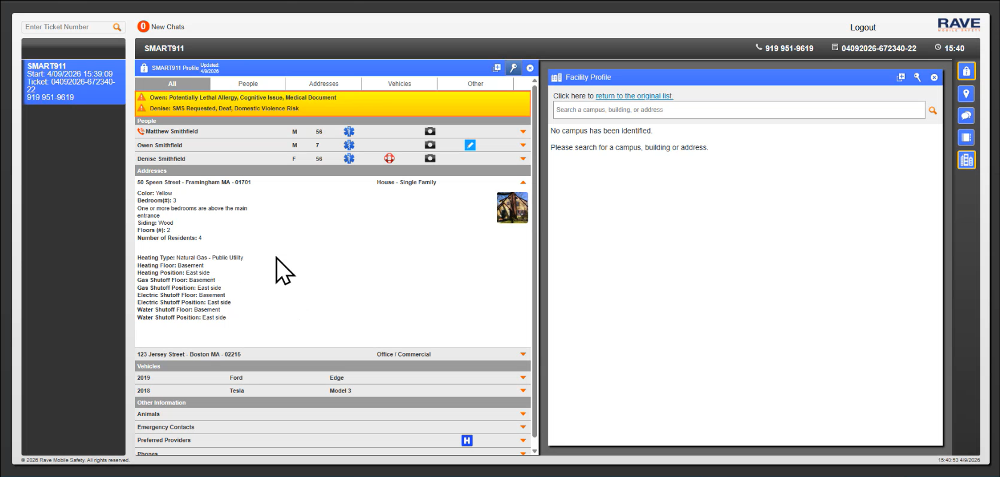 Enter Ticket Number
0 New Chats
Logout
RAVE
MOBILE SAFETY
SMART911
919 951-9619
04092026-672340-22
15:40
SMART911
Start: 4/09/2026 15:39:09
Ticket: 04092026-672340-
22
919 951-9619
SMART911 Profile
Updated:
4/9/2026
All People Addresses Vehicles Other
Owen: Potentially Lethal Allergy, Cognitive Issue, Medical Document
Denise: SMS Requested, Deaf, Domestic Violence Risk
People
Matthew Smithfield M 56
Owen Smithfield M 7
Denise Smithfield F 56
Addresses
50 Speen Street - Framingham MA - 01701 House - Single Family
Color: Yellow
Bedroom(#): 3
One or more bedrooms are above the main
entrance
Siding: Wood
Floors (#): 2
Number of Residents: 4
Heating Type: Natural Gas - Public Utility
Heating Floor: Basement
Heating Position: East side
Gas Shutoff Floor: Basement
Gas Shutoff Position: East side
Electric Shutoff Floor: Basement
Electric Shutoff Position: East side
Water Shutoff Floor: Basement
Water Shutoff Position: East side
123 Jersey Street - Boston MA - 02215 Office / Commercial
Vehicles
2019 Ford Edge
2018 Tesla Model 3
Other Information
Animals
Emergency Contacts
Preferred Providers H
Phones
Facility Profile
Click here to return to the original list.
Search a campus, building, or address
No campus has been identified.
Please search for a campus, building or address.
© 2026 Rave Mobile Safety. All rights reserved.
15:40:53 4/9/2026